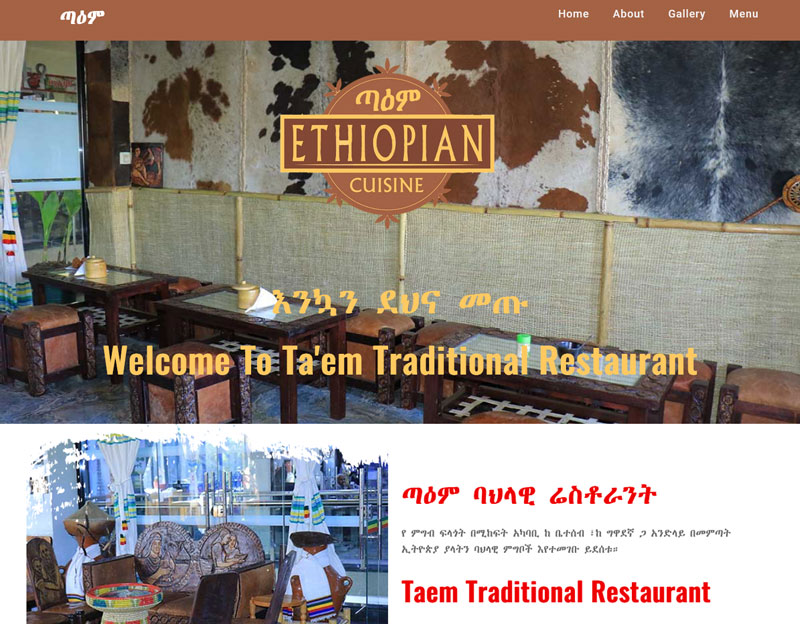 ጣዕም
Home About Gallery Menu
ጣዕም
ETHIOPIAN
CUISINE
እንኳን ደህና መጡ
Welcome To Ta'em Traditional Restaurant
ጣዕም ባህላዊ ሬስቶራንት
የ ምግብ ፍላጎት በሚከፍት አካባቢ ከ ቤተሰብ ፣ከ ግዋደኛ ጋ አንድላይ በመምጣት
ኢትዮጵያ ያላትን ባህላዊ ምግቦች እየተመገቡ ይደሰቱ።
Taem Traditional Restaurant